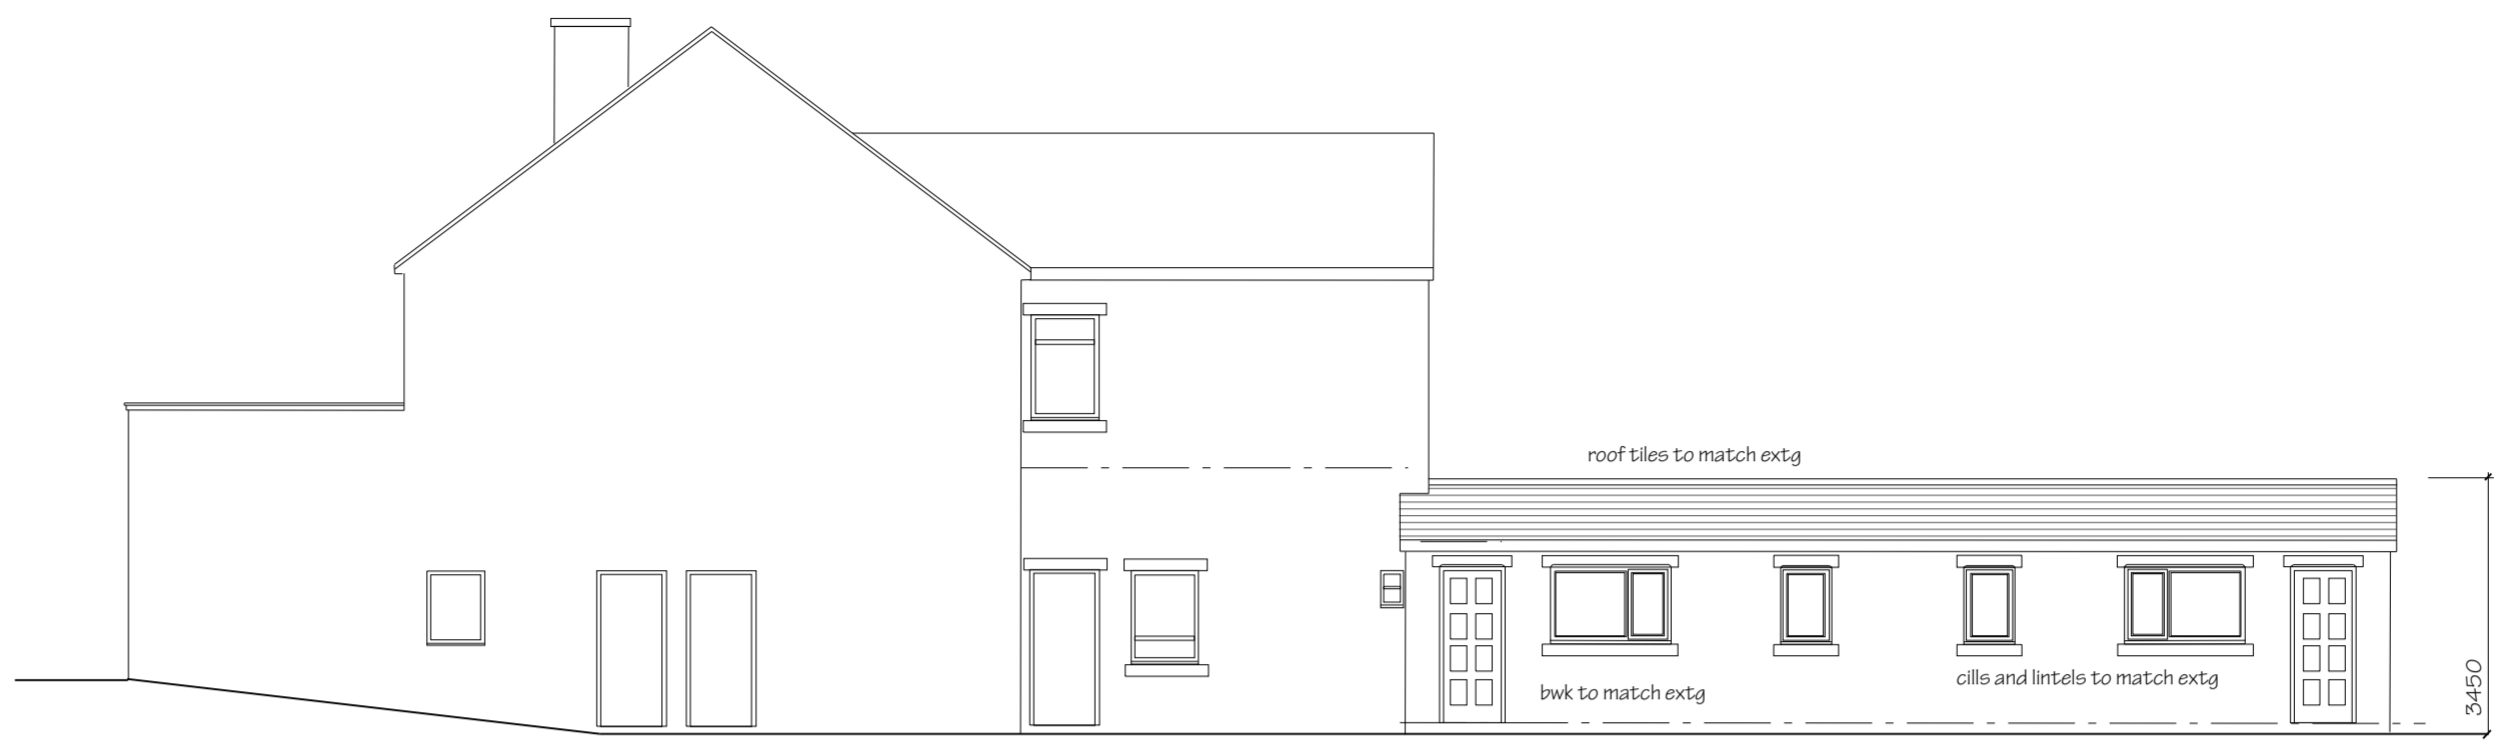 roof tiles to match extg
cills and lintels to match extg
bwk to match extg
3450